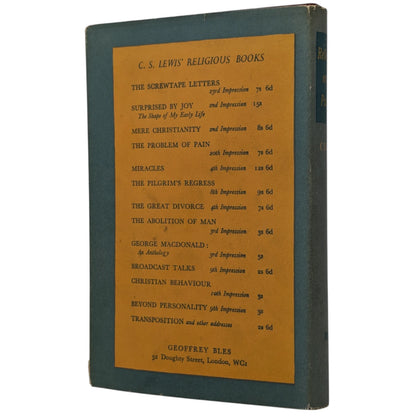 C. S. LEWIS' RELIGIOUS BOOKS
THE SCREWTAPE LETTERS
23rd Impression 7s 6d
SURPRISED BY JOY 2nd Impression 15s
The Shape of My Early Life
MERE CHRISTIANITY 2nd Impression 8s 6d
THE PROBLEM OF PAIN
20th Impression 7s 6d
MIRACLES 4th Impression 12s 6d
THE PILGRIM'S REGRESS
6th Impression 9s 6d
THE GREAT DIVORCE 4th Impression 7s 6d
THE ABOLITION OF MAN
3rd Impression 5s 6d
GEORGE MACDONALD:
An Anthology 3rd Impression 5s
BROADCAST TALKS 9th Impression 2s 6d
CHRISTIAN BEHAVIOUR
10th Impression 5s
BEYOND PERSONALITY 5th Impression 5s
TRANSPOSITION and other addresses 2s 6d
GEOFFREY BLES
52 Doughty Street, London, WC1